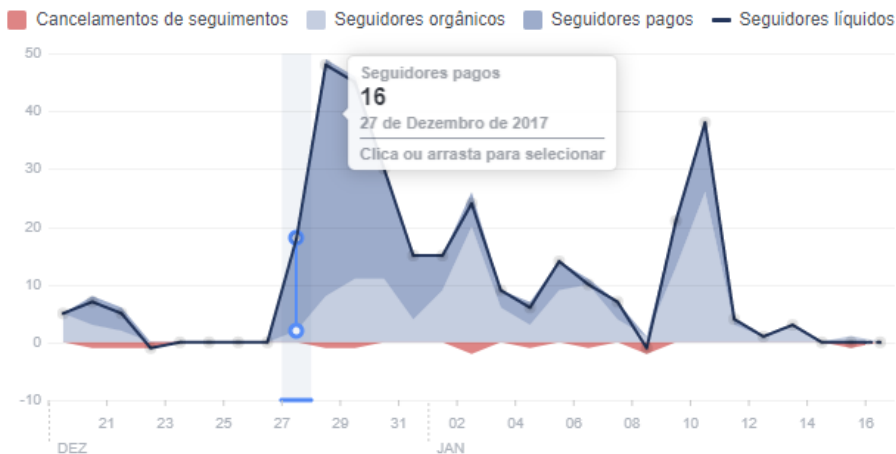 Cancelamentos de seguimentos Seguidores orgânicos Seguidores pagos Seguidores líquidos
50
Seguidores pagos
16
40
27 de Dezembro de 2017
Clica ou arrasta para selecionar
30
20
10
0
-10
21 23 25 27 29 31 02 04 06 08 10 12 14 16
DEZ JAN